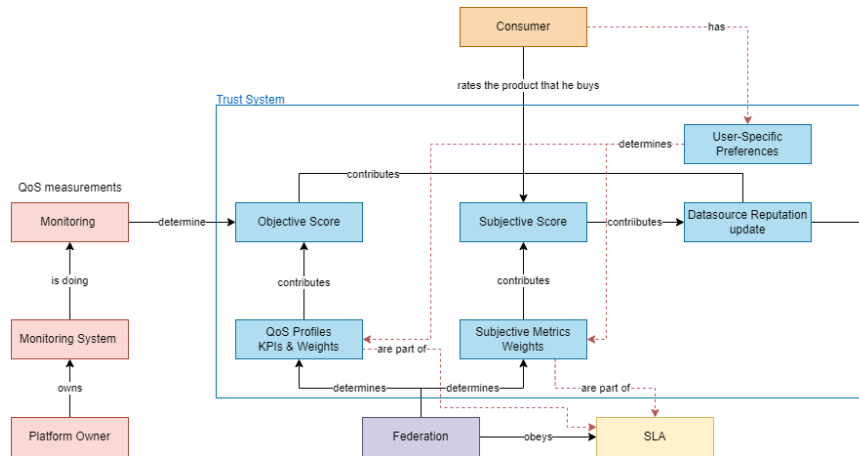 Consumer
has
rates the product that he buys
Trust System
User-Specific
Preferences
determines
contributes
QoS measurements
Monitoring
determine
Objective Score
Subjective Score
contriibutes
Datasource Reputation
update
is doing
contributes
contributes
Monitoring System
QoS Profiles
KPIs & Weights
are part of
Subjective Metrics
Weights
owns
determines
determines
are part of
Platform Owner
Federation
obeys
SLA